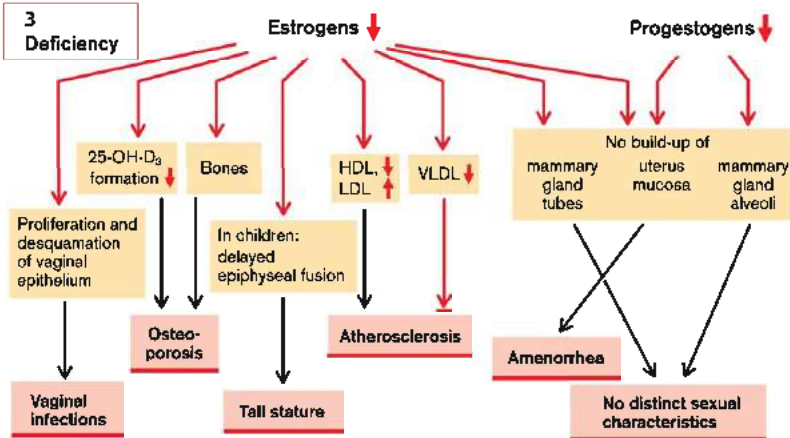 3
Deficiency
Estrogens
Progestogens
25-OH-D3
formation
Bones
HDL,
LDL
VLDL
No build-up of
mammary
gland
tubes
uterus
mucosa
mammary
gland
alveoli
Proliferation and
desquamation
of vaginal
epithelium
In children:
delayed
epiphyseal fusion
Osteo-
porosis
Atherosclerosis
Amenorrhea
Vaginal
infections
Tall stature
No distinct sexual
characteristics